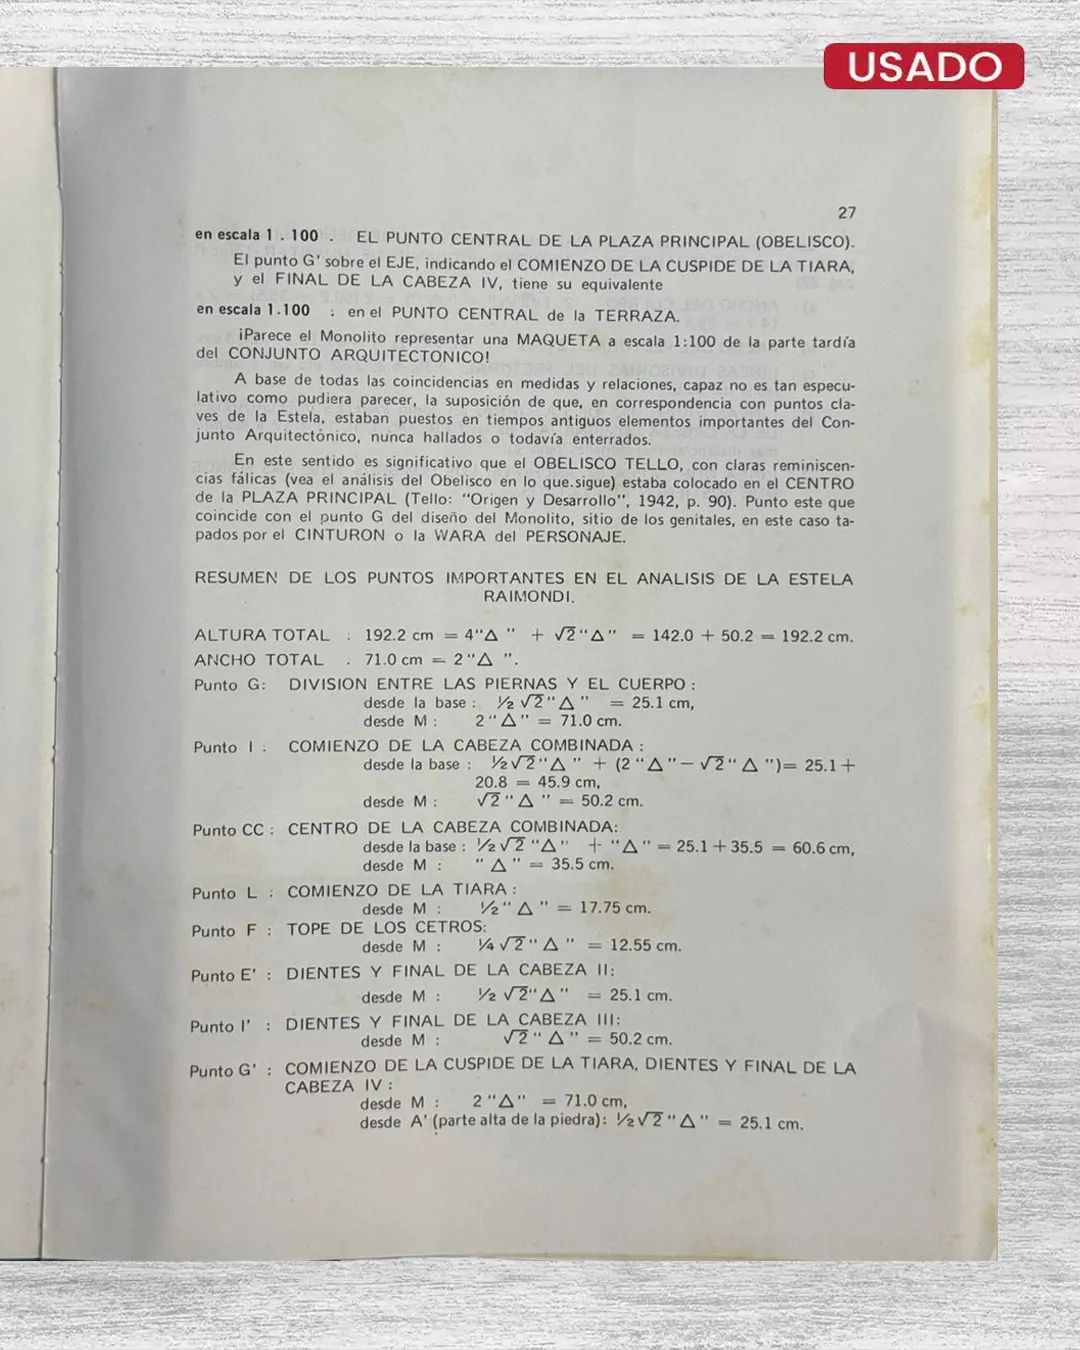 USADO
27
en escala 1 . 100 . EL PUNTO CENTRAL DE LA PLAZA PRINCIPAL (OBELISCO).
El punto G' sobre el EJE, indicando el COMIENZO DE LA CUSPIDE DE LA TIARA,
y el FINAL DE LA CABEZA IV, tiene su equivalente
en escala 1.100 : en el PUNTO CENTRAL de la TERRAZA.
¡Parece el Monolito representar una MAQUETA a escala 1:100 de la parte tardía
del CONJUNTO ARQUITECTONICO!
A base de todas las coincidencias en medidas y relaciones, capaz no es tan especu-
lativo como pudiera parecer, la suposición de que, en correspondencia con puntos cla-
ves de la Estela, estaban puestos en tiempos antiguos elementos importantes del Con-
junto Arquitectónico, nunca hallados o todavía enterrados.
En este sentido es significativo que el OBELISCO TELLO, con claras reminiscen-
cias fálicas (vea el análisis del Obelisco en lo que.sigue) estaba colocado en el CENTRO
de la PLAZA PRINCIPAL (Tello: "Origen y Desarrollo", 1942, p. 90). Punto este que
coincide con el punto G del diseño del Monolito, sitio de los genitales, en este caso ta-
pados por el CINTURON o la WARA del PERSONAJE.
RESUMEN DE LOS PUNTOS IMPORTANTES EN EL ANALISIS DE LA ESTELA
RAIMONDI.
ALTURA TOTAL : 192.2 cm = 4"△" + √2"△" = 142.0 + 50.2 = 192.2 cm.
ANCHO TOTAL . 71.0 cm = 2"△".
Punto G: DIVISION ENTRE LAS PIERNAS Y EL CUERPO :
desde la base : ½ √2"△" = 25.1 cm,
desde M : 2"△" = 71.0 cm.
Punto I : COMIENZO DE LA CABEZA COMBINADA :
desde la base : ½√2"△" + (2"△"— √2"△")= 25.1 +
20.8 = 45.9 cm,
desde M : √2"△" = 50.2 cm.
Punto CC : CENTRO DE LA CABEZA COMBINADA:
desde la base : ½√2"△" + "△" = 25.1 + 35.5 = 60.6 cm,
desde M : "△" = 35.5 cm.
Punto L : COMIENZO DE LA TIARA :
desde M : ½"△" = 17.75 cm.
Punto F : TOPE DE LOS CETROS:
desde M : ¼ √2"△" = 12.55 cm.
Punto E' : DIENTES Y FINAL DE LA CABEZA II:
desde M : ½ √2"△" = 25.1 cm.
Punto I' : DIENTES Y FINAL DE LA CABEZA III:
desde M : √2"△" = 50.2 cm.
Punto G' : COMIENZO DE LA CUSPIDE DE LA TIARA, DIENTES Y FINAL DE LA
CABEZA IV :
desde M : 2"△" = 71.0 cm,
desde A' (parte alta de la piedra): ½√2"△" = 25.1 cm.